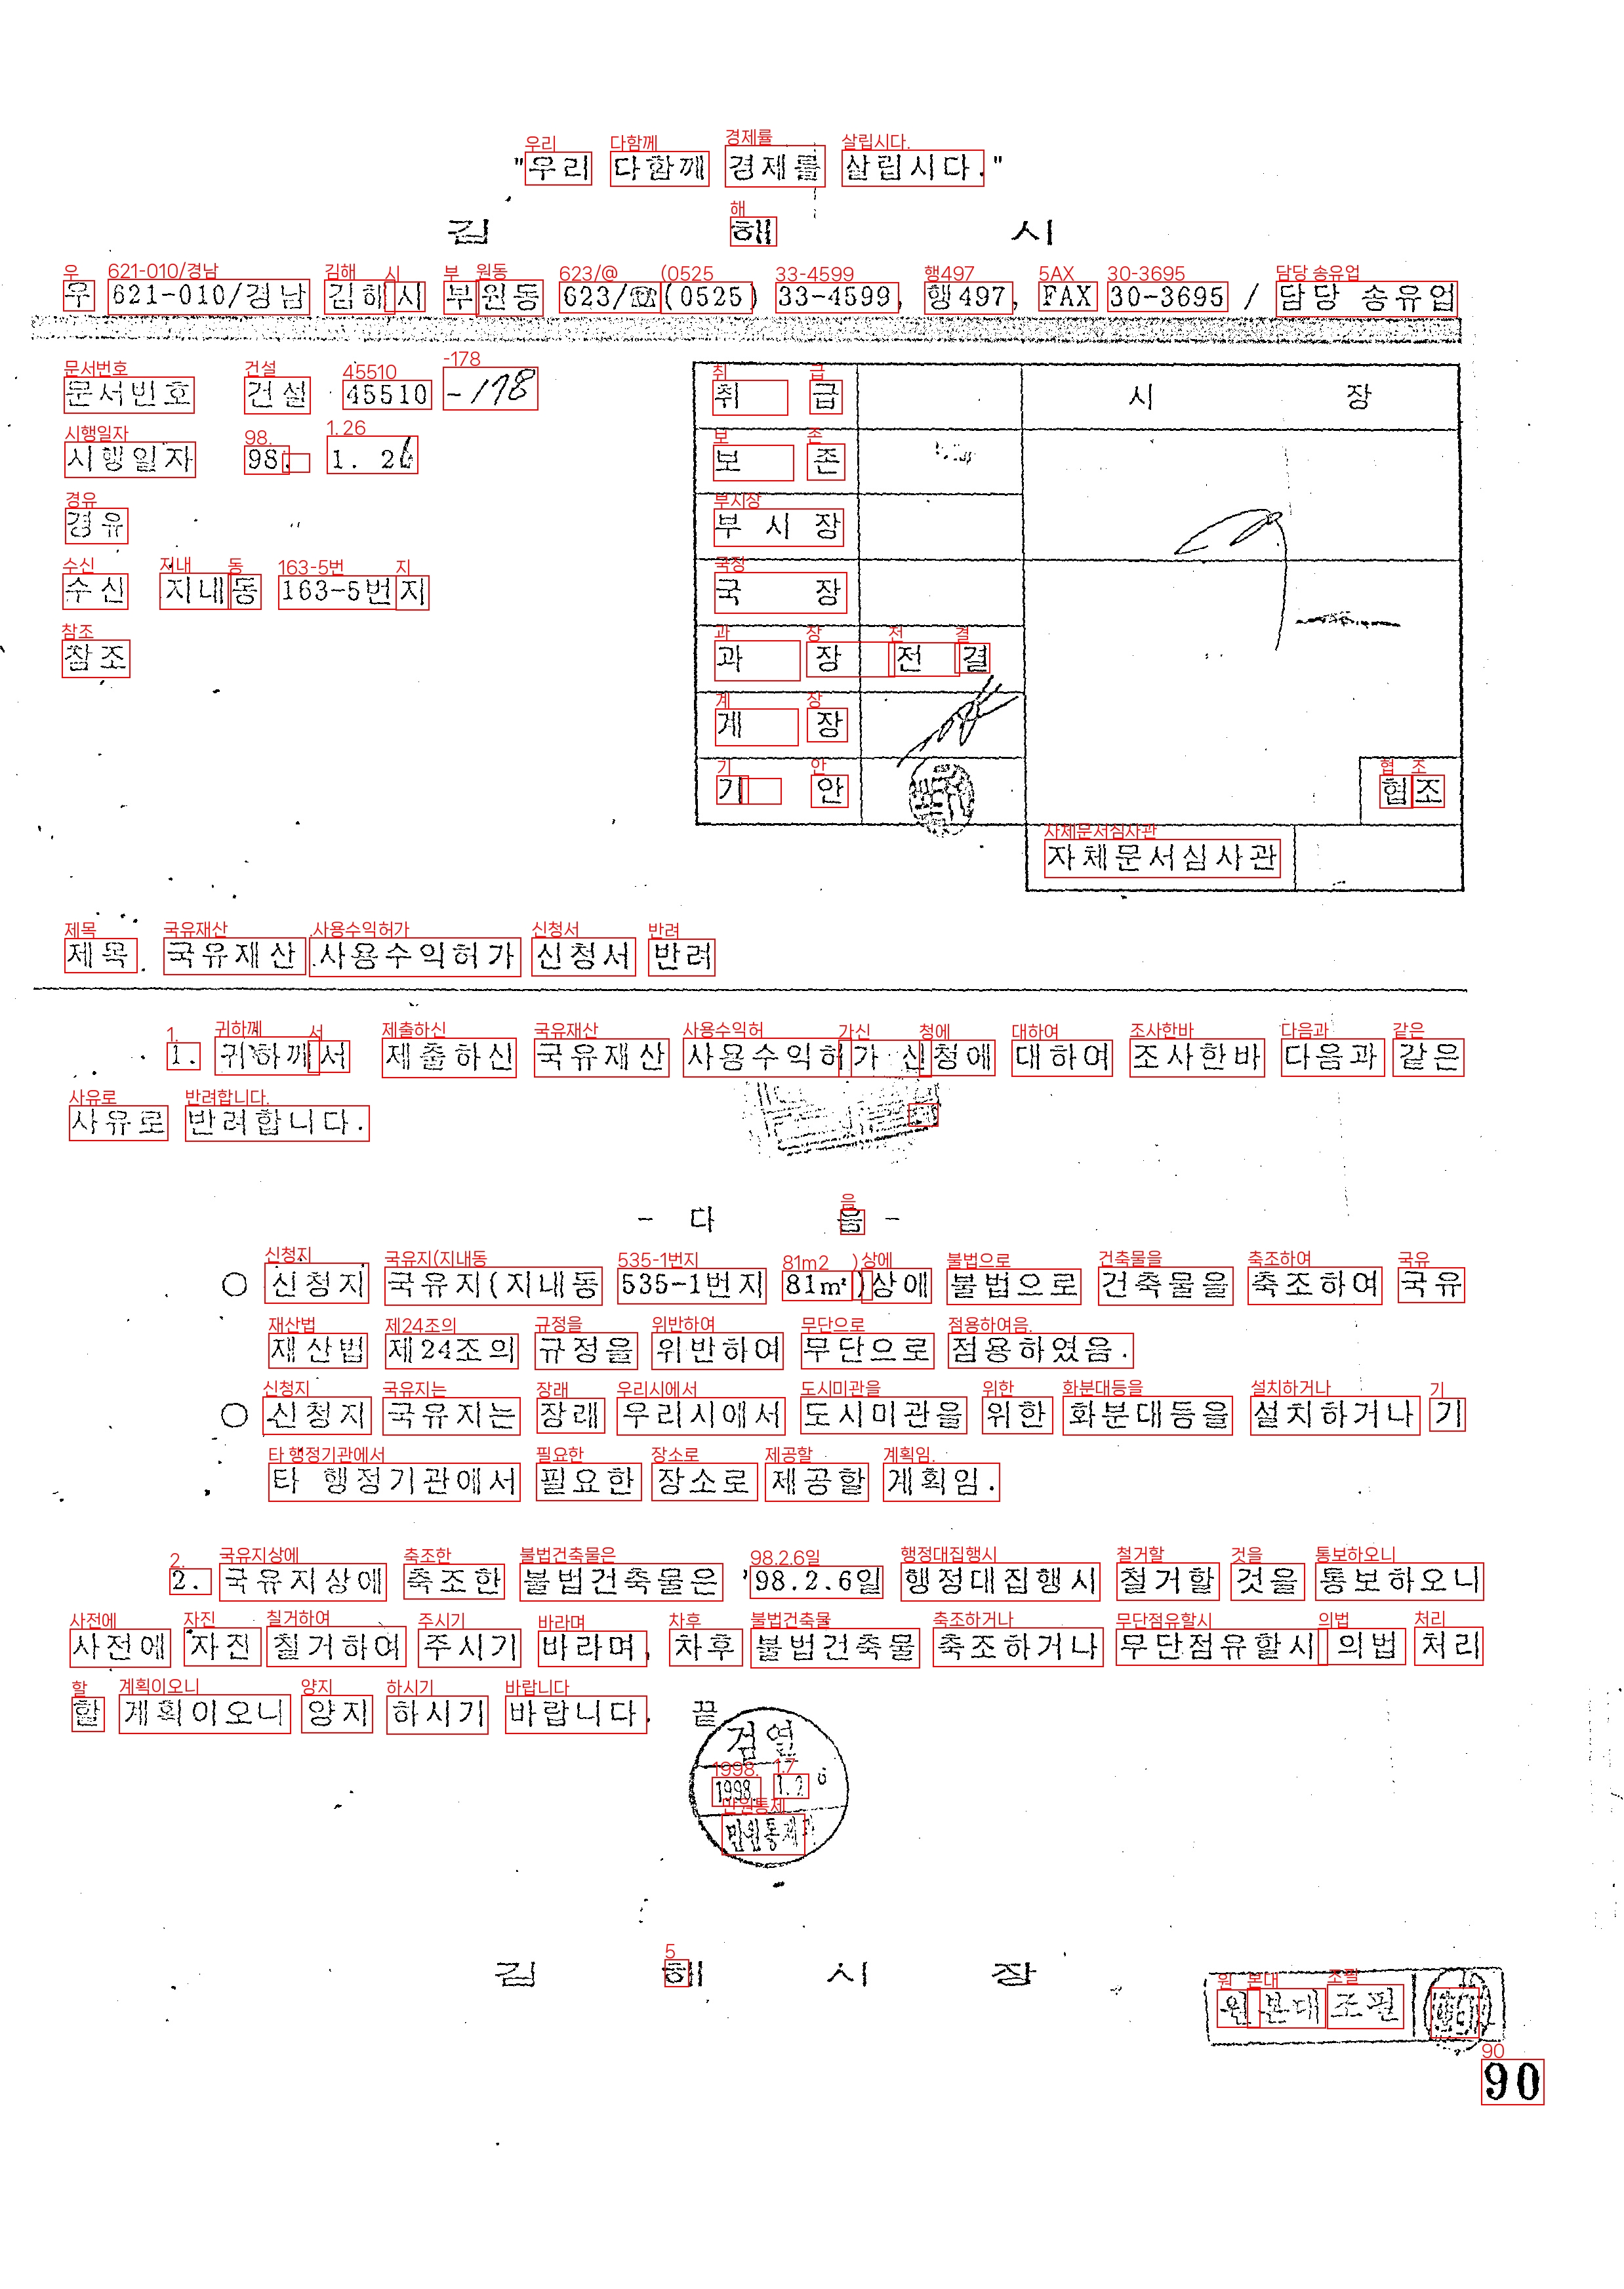 "우리 다함께 경제를 살립시다."
김 해 시
우 621-010/경남 김해시 부원동 623/☏(0525) 33-4599, 행497, FAX 30-3695 / 담당 송유업
문서번호 건설 45510 -178
시행일자 98. 1. 26
경유
수신 지내동 163-5번지
참조
취 급 시 장
보 존
부 시 장
국 장
과 장 전 결
계 장
기 안 협조
자체문서심사관
제목. 국유재산 사용수익허가 신청서 반려
1. 귀하께서 제출하신 국유재산 사용수익허가 신청에 대하여 조사한바 다음과 같은
사유로 반려합니다.
- 다 음 -
○ 신청지 국유지(지내동 535-1번지 81㎡)상에 불법으로 건축물을 축조하여 국유
재산법 제24조의 규정을 위반하여 무단으로 점용하였음.
○ 신청지 국유지는 장래 우리시에서 도시미관을 위한 화분대등을 설치하거나 기
타 행정기관에서 필요한 장소로 제공할 계획임.
2. 국유지상에 축조한 불법건축물은 '98.2.6일 행정대집행시 철거할 것을 통보하오니
사전에 자진 칠거하여 주시기 바라며, 차후 불법건축물 축조하거나 무단점유할시 의법 처리
할 계획이오니 양지 하시기 바랍니다. 끝
검열
1998. 1. 2 6
민원통제
김 해 시 장
원본대조필
90